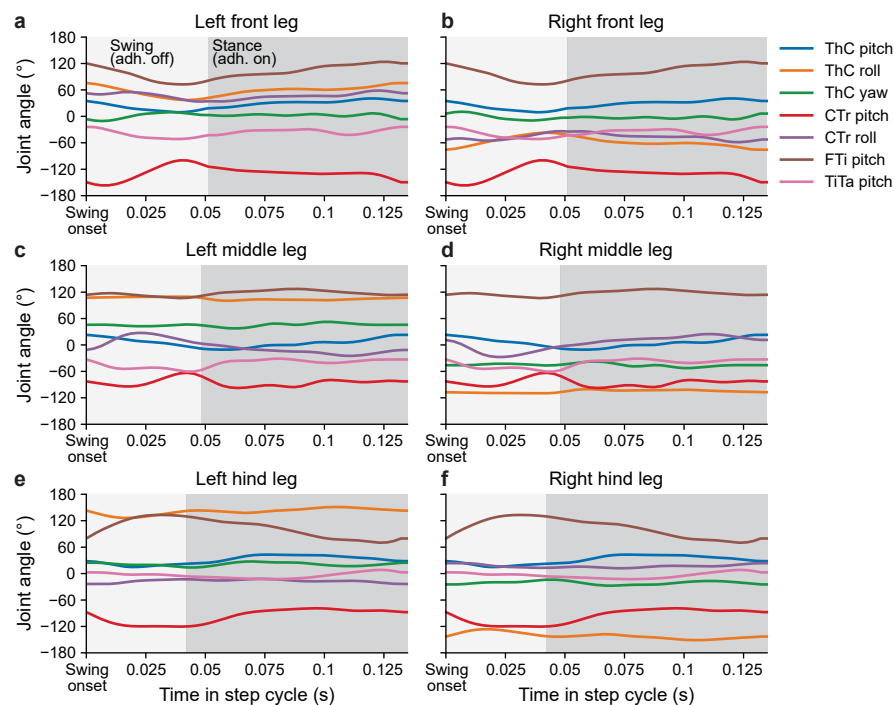 a Left front leg
b Right front leg
Swing
(adh. off)
Stance
(adh. on)
Joint angle (°)
180
120
60
0
−60
−120
−180
Swing
onset
0.025
0.05
0.075
0.1
0.125
Swing
onset
0.025
0.05
0.075
0.1
0.125
ThC pitch
ThC roll
ThC yaw
CTr pitch
CTr roll
FTi pitch
TiTa pitch
c Left middle leg
d Right middle leg
Joint angle (°)
180
120
60
0
−60
−120
−180
Swing
onset
0.025
0.05
0.075
0.1
0.125
Swing
onset
0.025
0.05
0.075
0.1
0.125
e Left hind leg
f Right hind leg
Joint angle (°)
180
120
60
0
−60
−120
−180
Swing
onset
0.025
0.05
0.075
0.1
0.125
Time in step cycle (s)
Swing
onset
0.025
0.05
0.075
0.1
0.125
Time in step cycle (s)